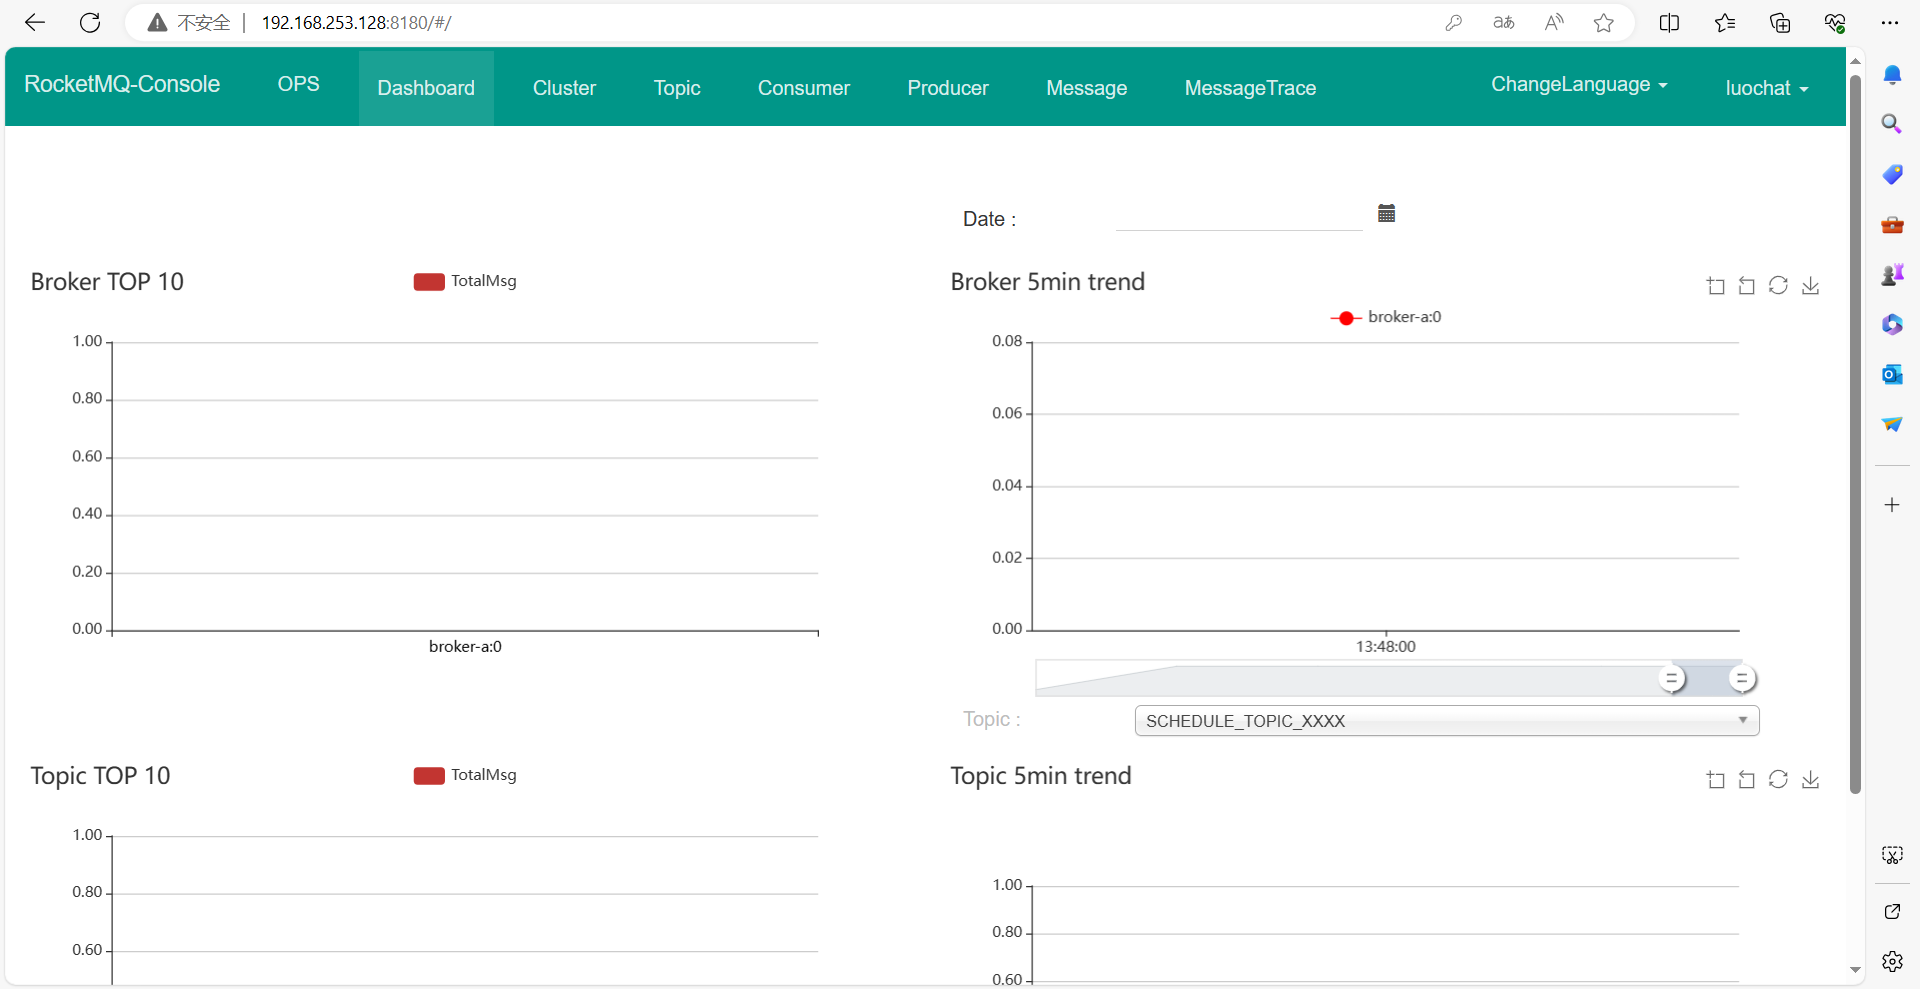 不安全 192.168.253.128:8180/#/
RocketMQ-Console OPS Dashboard Cluster Topic Consumer Producer Message MessageTrace ChangeLanguage luochat
Date :
Broker TOP 10
TotalMsg
1.00
0.80
0.60
0.40
0.20
0.00
broker-a:0
Broker 5min trend
broker-a:0
0.08
0.06
0.04
0.02
0.00
13:48:00
Topic :
SCHEDULE_TOPIC_XXXX
Topic TOP 10
TotalMsg
1.00
0.80
0.60
Topic 5min trend
1.00
0.80
0.60